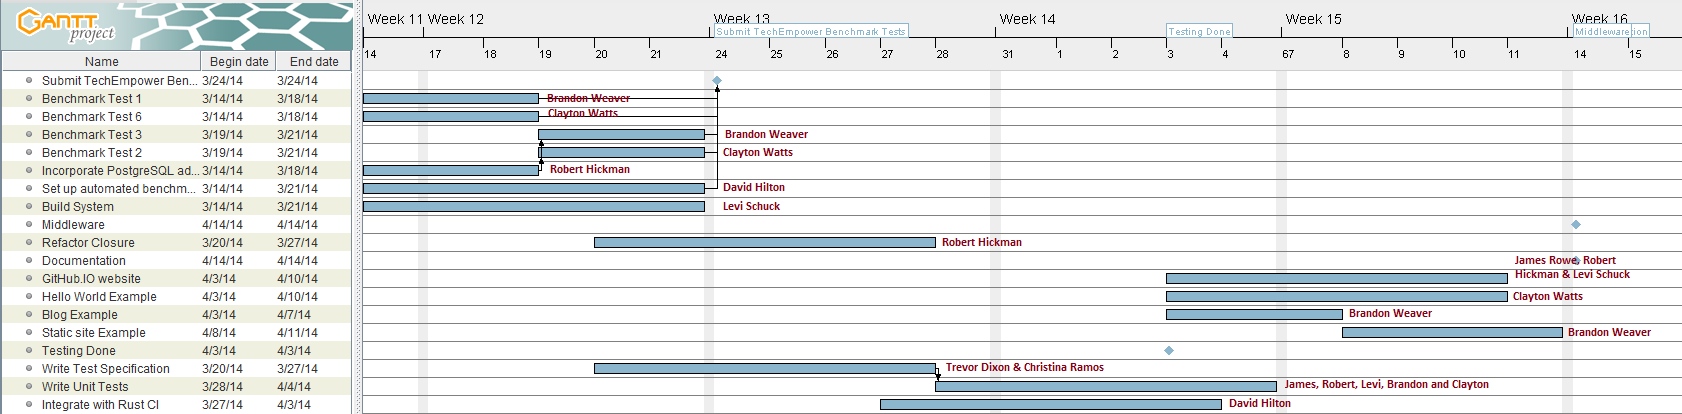 GANTT project
Week 11 Week 12 Week 13 Week 14 Week 15 Week 16
Submit TechEmpower Benchmark Tests Testing Done Middleware
14 17 18 19 20 21 24 25 26 27 28 31 1 2 3 4 67 8 9 10 11 14 15
Name Begin date End date
Submit TechEmpower Ben... 3/24/14 3/24/14
Benchmark Test 1 3/14/14 3/18/14 Brandon Weaver
Benchmark Test 6 3/14/14 3/18/14 Clayton Watts
Benchmark Test 3 3/19/14 3/21/14 Brandon Weaver
Benchmark Test 2 3/19/14 3/21/14 Clayton Watts
Incorporate PostgreSQL ad... 3/14/14 3/18/14 Robert Hickman
Set up automated benchm... 3/14/14 3/21/14 David Hilton
Build System 3/14/14 3/21/14 Levi Schuck
Middleware 4/14/14 4/14/14
Refactor Closure 3/20/14 3/27/14 Robert Hickman
Documentation 4/14/14 4/14/14 James Rowe, Robert
GitHub.IO website 4/3/14 4/10/14 Hickman & Levi Schuck
Hello World Example 4/3/14 4/10/14 Clayton Watts
Blog Example 4/3/14 4/7/14 Brandon Weaver
Static site Example 4/8/14 4/11/14 Brandon Weaver
Testing Done 4/3/14 4/3/14
Write Test Specification 3/20/14 3/27/14 Trevor Dixon & Christina Ramos
Write Unit Tests 3/28/14 4/4/14 James, Robert, Levi, Brandon and Clayton
Integrate with Rust CI 3/27/14 4/3/14 David Hilton